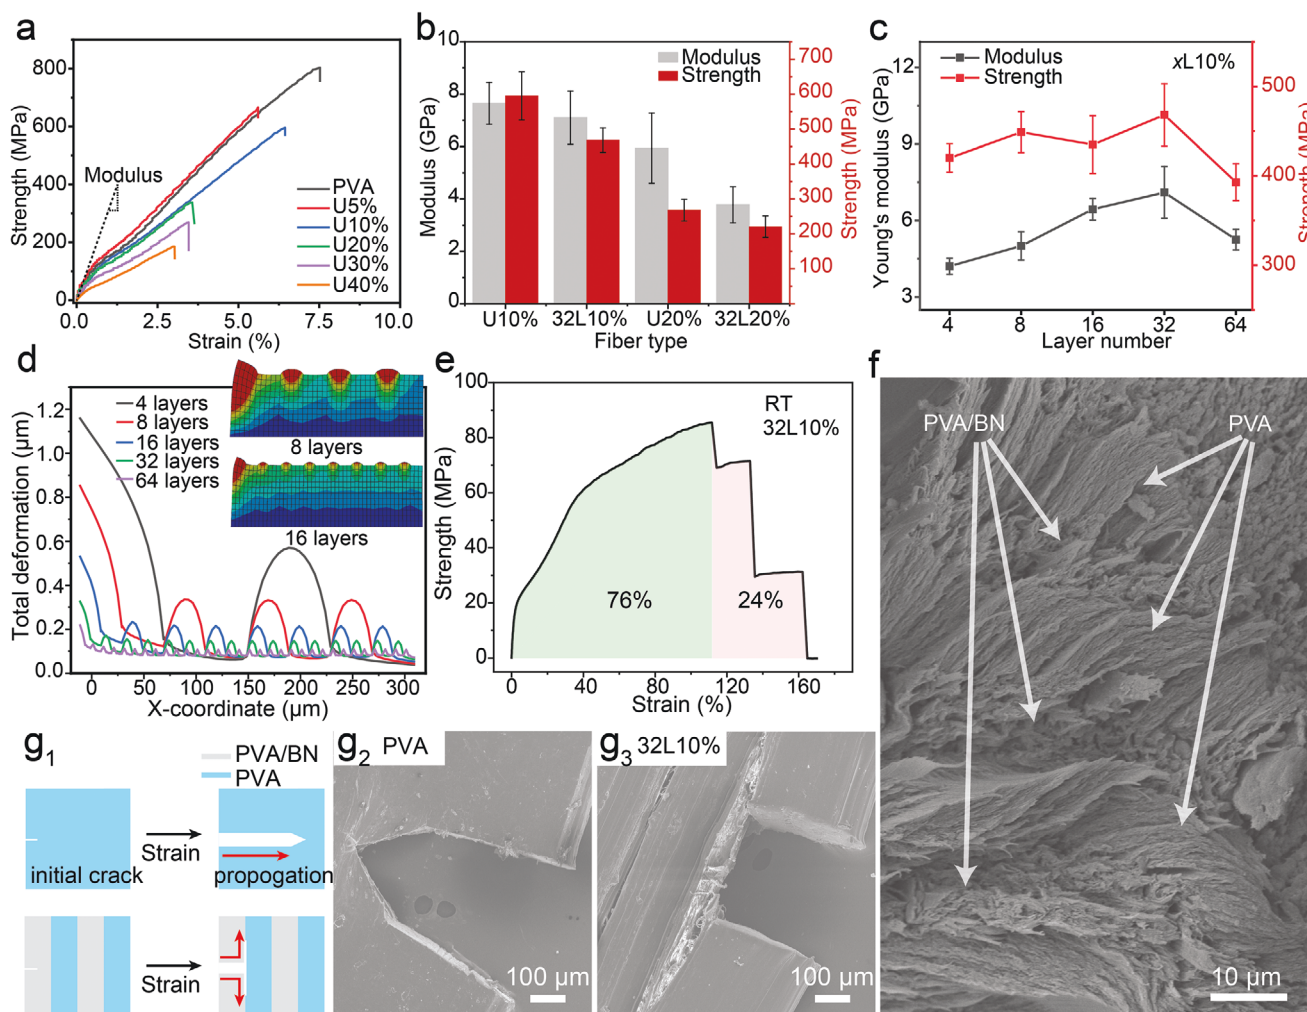 a
Strength (MPa)
800
600
400
200
0
Modulus
PVA
U5%
U10%
U20%
U30%
U40%
0.0 2.5 5.0 7.5 10.0
Strain (%)
b
Modulus (GPa)
10
8
6
4
2
0
Modulus
Strength
700
600
500
400
300
200
100
Strength (MPa)
U10% 32L10% U20% 32L20%
Fiber type
c
Young's modulus (GPa)
12
9
6
3
Modulus
Strength
xL10%
500
400
300
Strength (MPa)
4 8 16 32 64
Layer number
d
Total deformation (μm)
1.2
1.0
0.8
0.6
0.4
0.2
0.0
4 layers
8 layers
16 layers
32 layers
64 layers
8 layers
16 layers
0 50 100 150 200 250 300
X-coordinate (μm)
e
Strength (MPa)
100
80
60
40
20
0
RT
32L10%
76% 24%
0 40 80 120 160
Strain (%)
f
PVA/BN PVA
10 μm
g1
PVA/BN
PVA
Strain
initial crack propogation
Strain
g2 PVA
100 μm
g3 32L10%
100 μm